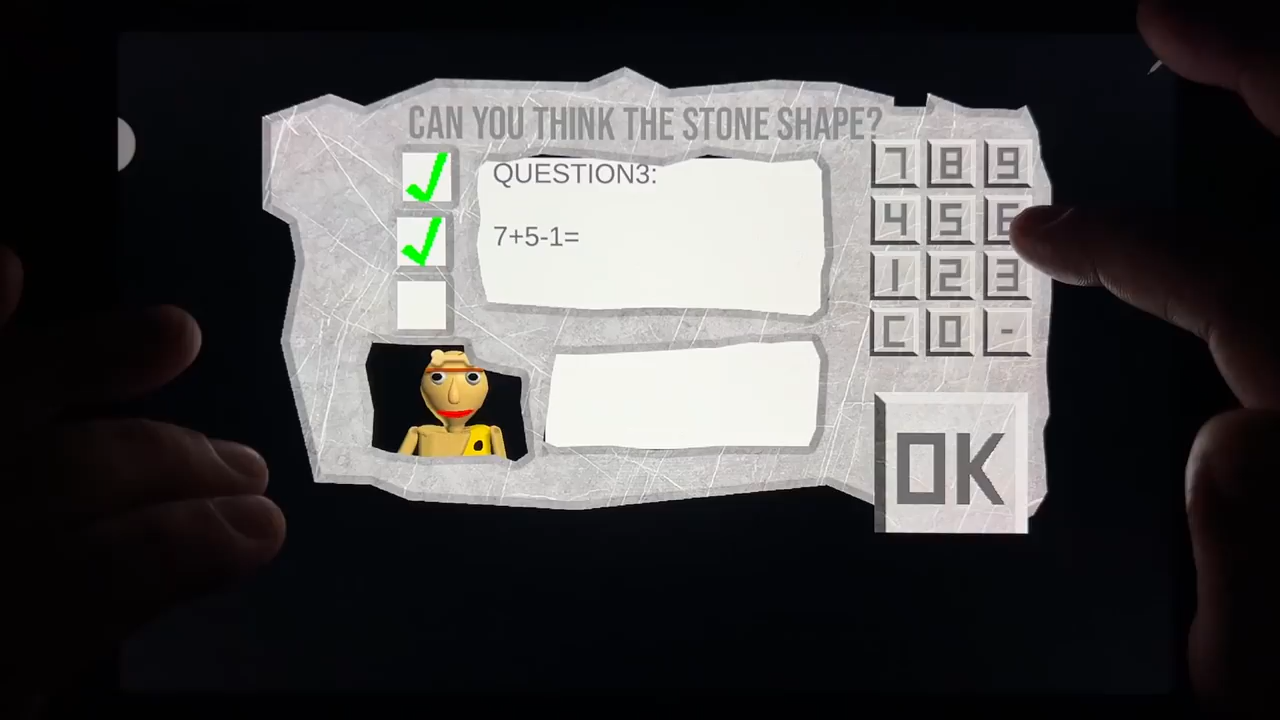 CAN YOU THINK THE STONE SHAPE?
QUESTION3:
7+5-1=
7 8 9
4 5 6
1 2 3
C 0 -
OK